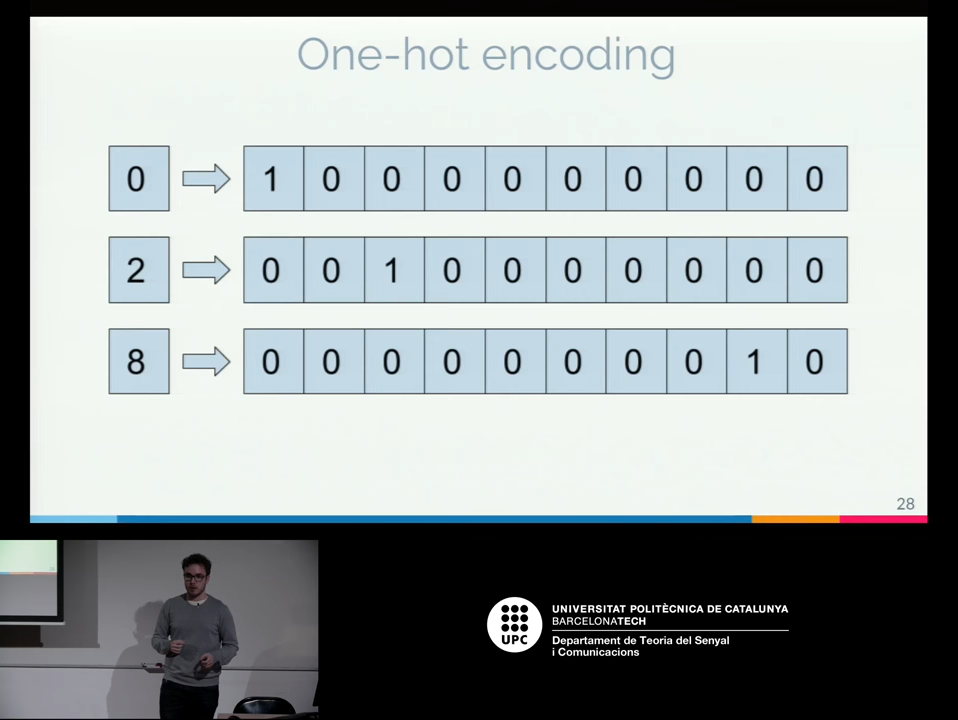 One-hot encoding
0 1 0 0 0 0 0 0 0 0 0
2 0 0 1 0 0 0 0 0 0 0
8 0 0 0 0 0 0 0 0 1 0
28
UPC
UNIVERSITAT POLITÈCNICA DE CATALUNYA
BARCELONATECH
Departament de Teoria del Senyal
i Comunicacions